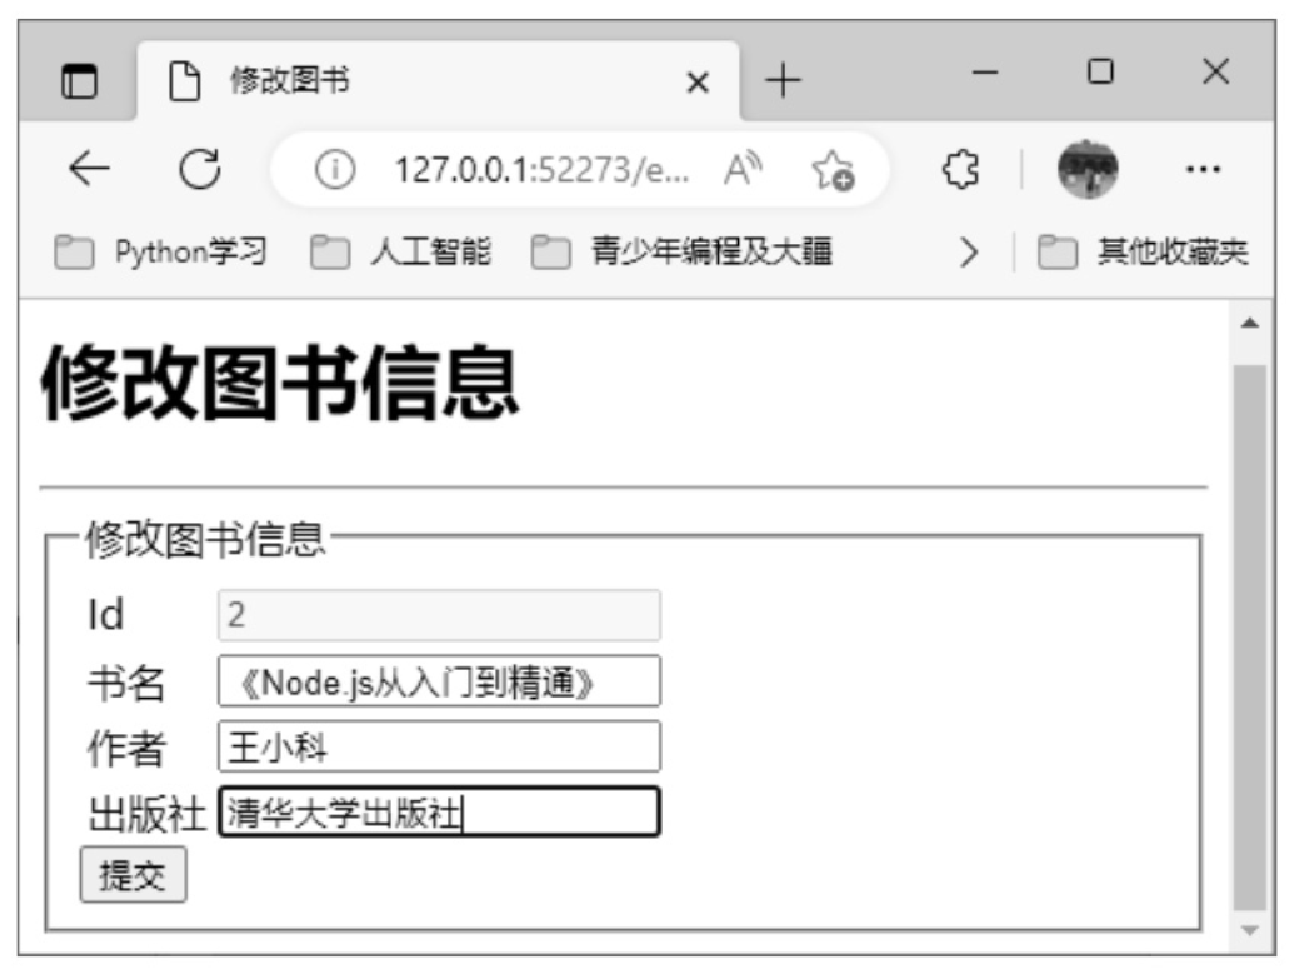 修改图书
127.0.0.1:52273/e...
Python学习 人工智能 青少年编程及大疆 其他收藏夹
修改图书信息
修改图书信息
Id 2
书名 《Node.js从入门到精通》
作者 王小科
出版社 清华大学出版社
提交